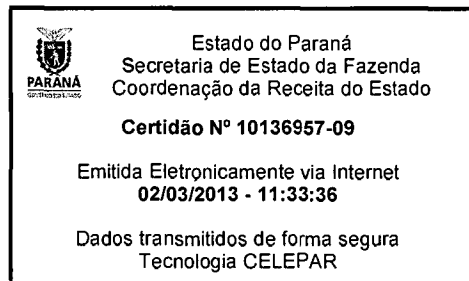 PARANÁ
Estado do Paraná
Secretaria de Estado da Fazenda
Coordenação da Receita do Estado
Certidão Nº 10136957-09
Emitida Eletronicamente via Internet
02/03/2013 - 11:33:36
Dados transmitidos de forma segura
Tecnologia CELEPAR